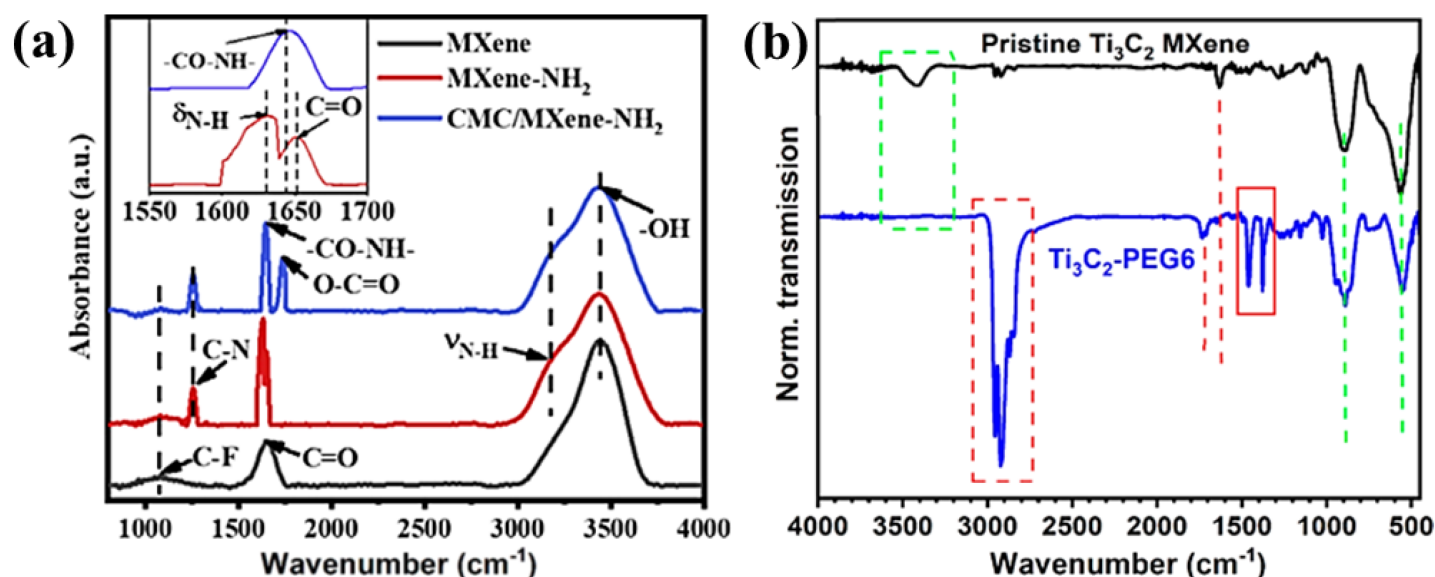 (a)
-CO-NH-
δN-H
C=O
1550 1600 1650 1700
MXene
MXene-NH₂
CMC/MXene-NH₂
-OH
-CO-NH-
O-C=O
C-N
νN-H
C-F
C=O
Absorbance (a.u.)
1000 1500 2000 2500 3000 3500 4000
Wavenumber (cm⁻¹)
(b)
Pristine Ti₃C₂ MXene
Ti₃C₂-PEG6
Norm. transmission
4000 3500 3000 2500 2000 1500 1000 500
Wavenumber (cm⁻¹)